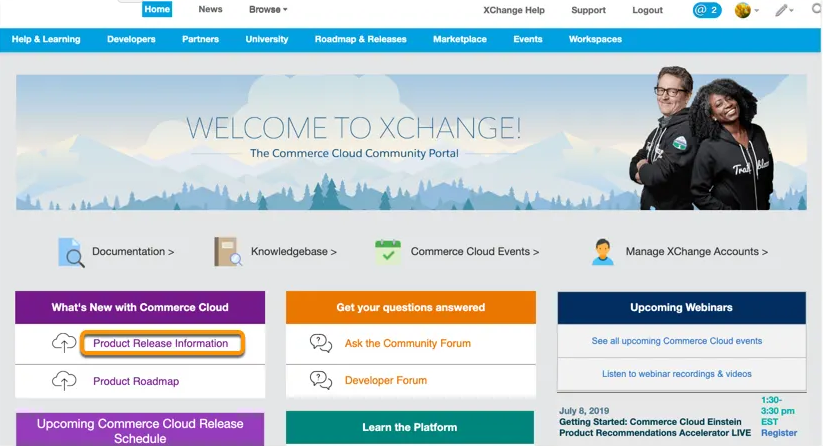 Home News Browse XChange Help Support Logout @ 2
Help & Learning Developers Partners University Roadmap & Releases Marketplace Events Workspaces
WELCOME TO XCHANGE!
The Commerce Cloud Community Portal
Documentation > Knowledgebase > Commerce Cloud Events > Manage XChange Accounts >
What's New with Commerce Cloud
Product Release Information
Product Roadmap
Upcoming Commerce Cloud Release
Schedule
Get your questions answered
Ask the Community Forum
Developer Forum
Learn the Platform
Upcoming Webinars
See all upcoming Commerce Cloud events
Listen to webinar recordings & videos
July 8, 2019
Getting Started: Commerce Cloud Einstein
Product Recommendations Accelerator LIVE
1:30-
3:30 pm
EST
Register